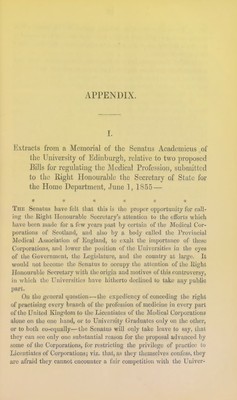 APPENDIX.
I.
Extracts from a Memorial of the Senatus Academicus of
the University of Edinburgh, relative to two proposed
Bills for regulating the Medical Profession, submitted
to the Right Honourable the Secretary of State for
the Home Department, June 1, 1855—
* * * * * *
THE Senatus have felt that this is the proper opportunity for call-
ing the Right Honourable Secretary's attention to the efforts which
have been made for a few years past by certain of the Medical Cor-
porations of Scotland, and also by a body called the Provincial
Medical Association of England, to exalt the importance of these
Corporations, and lower the position of the Universities in the eyes
of the Government, the Legislature, and the country at large. It
would not become the Senatus to occupy the attention of the Right
Honourable Secretary with the origin and motives of this controversy,
in which the Universities have hitherto declined to take any public
part.
On the general question—the expediency of conceding the right
of practising every branch of the profession of medicine in every part
of the United Kingdom to the Licentiates of the Medical Corporations
alone on the one hand, or to University Graduates only on the other,
or to both co-equally—the Senatus will only take leave to say, that
they can see only one substantial reason for the proposal advanced by
some of the Corporations, for restricting the privilege of practice to
Licentiates of Corporations; viz. that, as they themselves confess, they
are afraid they cannot encounter a fair competition with the Univer-